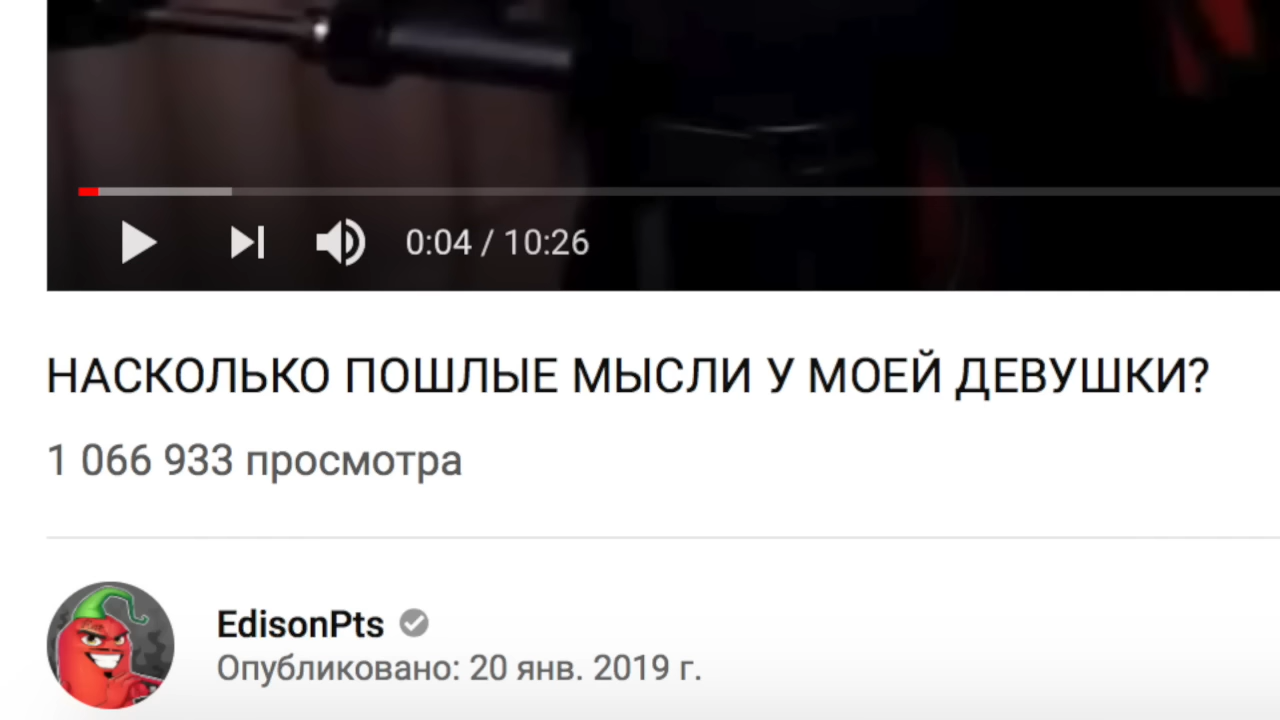 0:04 / 10:26
НАСКОЛЬКО ПОШЛЫЕ МЫСЛИ У МОЕЙ ДЕВУШКИ?
1 066 933 просмотра
EdisonPts
Опубликовано: 20 янв. 2019 г.